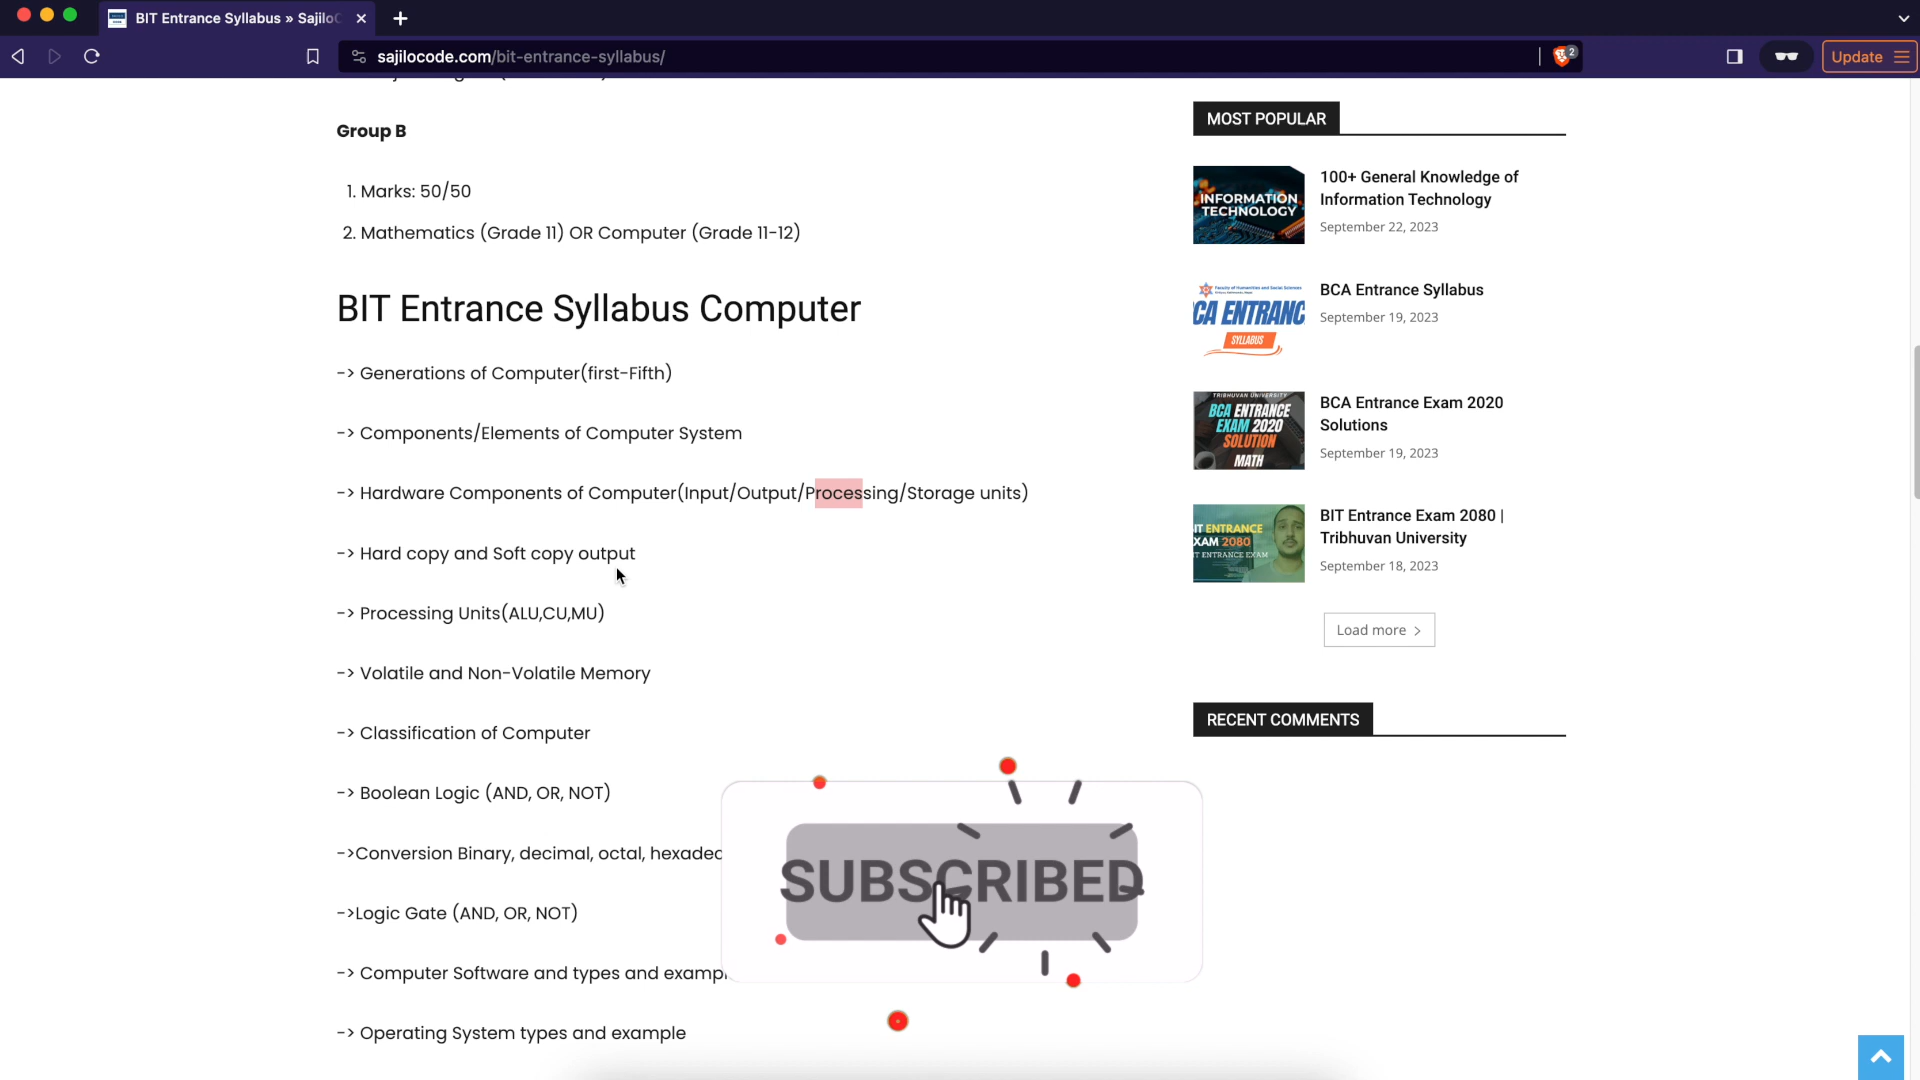 BIT Entrance Syllabus » Sajilo
sajilocode.com/bit-entrance-syllabus/
2
Update
Group B
1. Marks: 50/50
2. Mathematics (Grade 11) OR Computer (Grade 11-12)
BIT Entrance Syllabus Computer
-> Generations of Computer(first-Fifth)
-> Components/Elements of Computer System
-> Hardware Components of Computer(Input/Output/Processing/Storage units)
-> Hard copy and Soft copy output
-> Processing Units(ALU,CU,MU)
-> Volatile and Non-Volatile Memory
-> Classification of Computer
-> Boolean Logic (AND, OR, NOT)
->Conversion Binary, decimal, octal, hexadec
->Logic Gate (AND, OR, NOT)
-> Computer Software and types and exampl
-> Operating System types and example
SUBSCRIBED
MOST POPULAR
INFORMATION
TECHNOLOGY
100+ General Knowledge of
Information Technology
September 22, 2023
CA ENTRANC
SYLLABUS
BCA Entrance Syllabus
September 19, 2023
TRIBHUVAN UNIVERSITY
BCA ENTRANCE
EXAM 2020
SOLUTION
MATH
BCA Entrance Exam 2020
Solutions
September 19, 2023
IT ENTRANCE
XAM 2080
IT ENTRANCE EXAM
BIT Entrance Exam 2080 |
Tribhuvan University
September 18, 2023
Load more >
RECENT COMMENTS